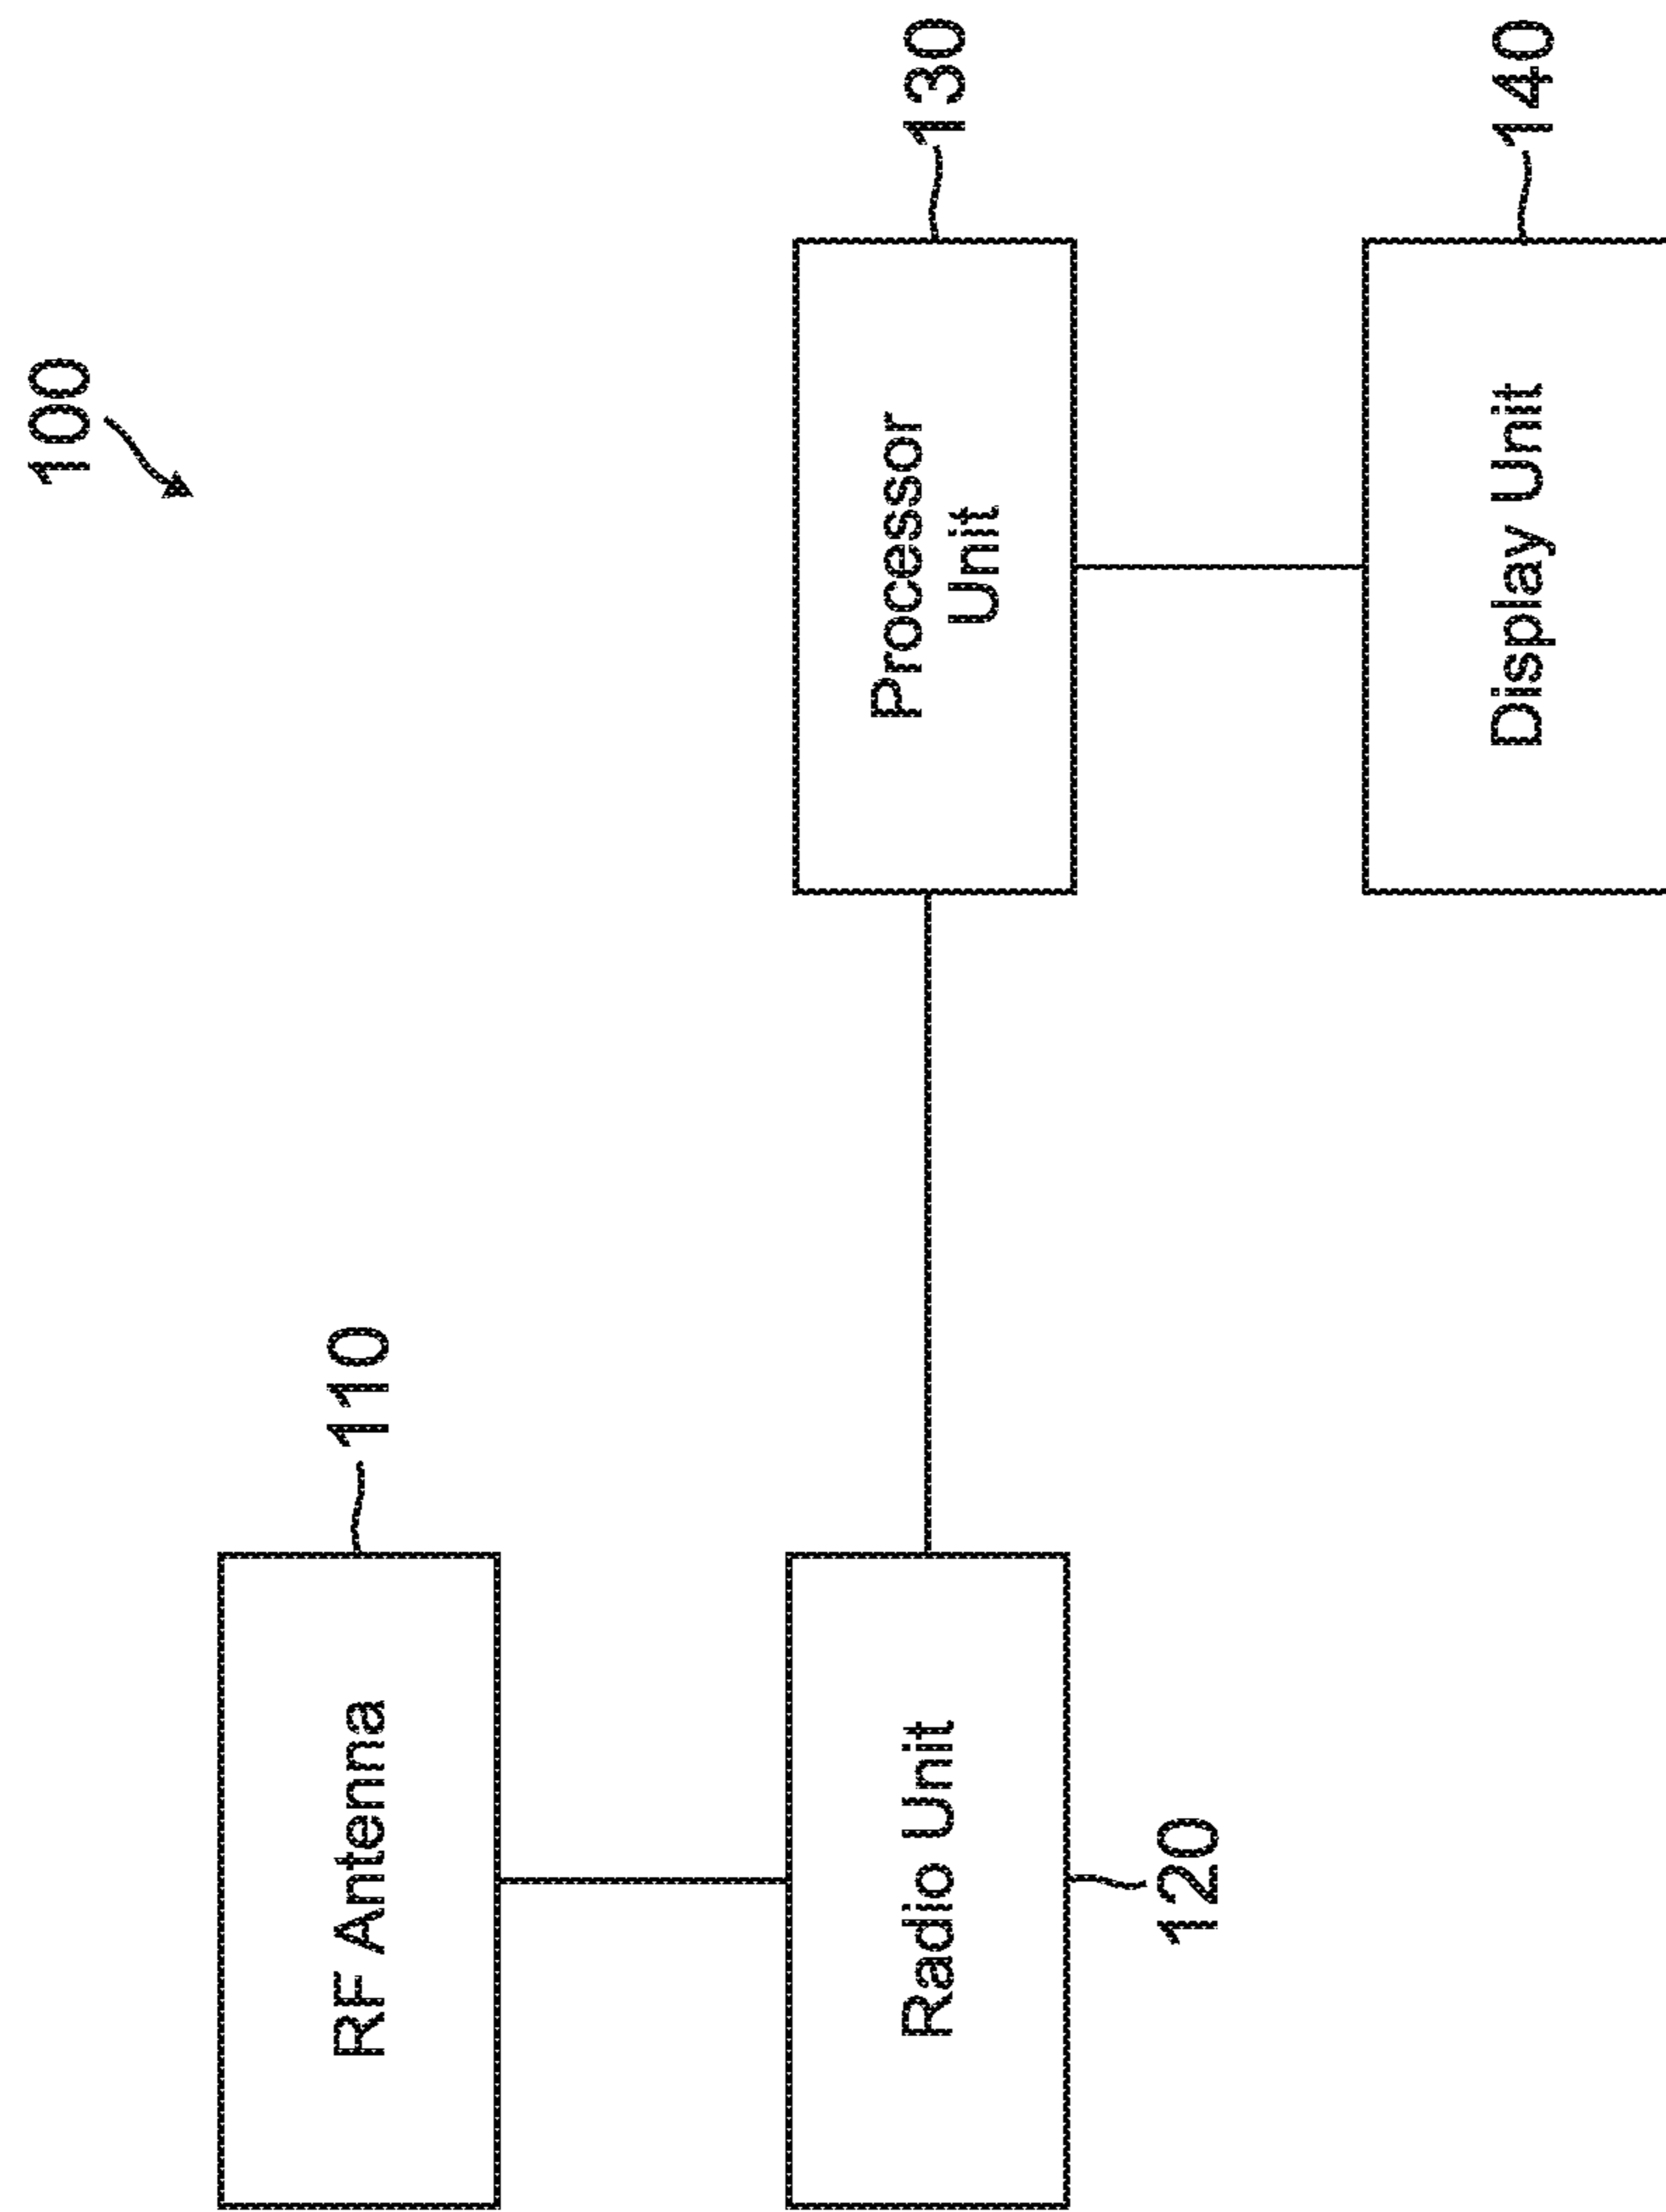 100
RF Antenna
110
Radio Unit
Processor
Unit
130
120
Display Unit
140